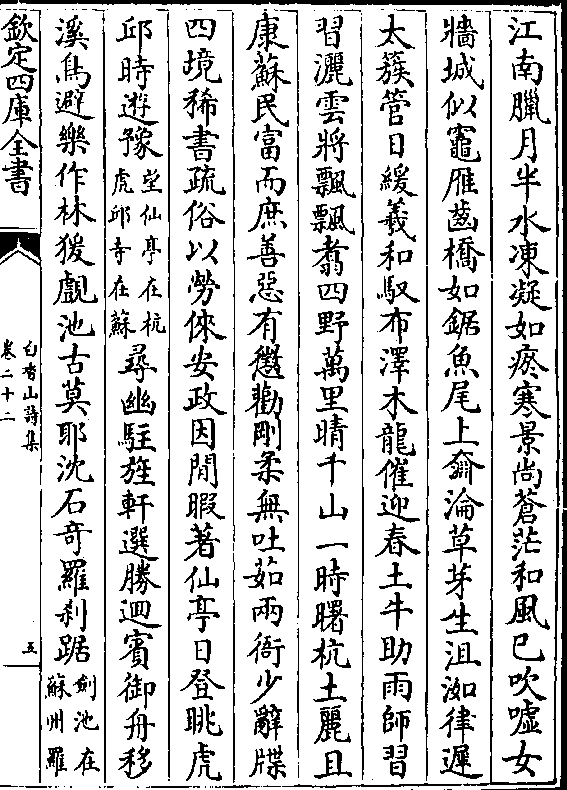 江南臘月半水凍凝如瘀寒景尚蒼茫和風已吹噓女
牆城似竈雁齒橋如鋸魚尾上奫淪草芽生沮洳律遲
太簇管日緩羲和馭布澤木龍催迎春土牛助雨師習
習灑雲將飄飄翥四野萬里晴千山一時曙杭土麗且
康蘇民富而庶善惡有懲勸剛柔無吐茹兩衙少辭牒
四境稀書疏俗以勞倈安政因閒暇著仙亭日登眺虎
邱時遊豫望仙亭在杭虎邱寺在蘇尋幽駐旌軒選勝迴賓御舟移
溪鳥避樂作林猨覰池古莫耶沈石奇羅刹踞劍池在蘇州羅
欽定四庫全書
白香山詩集
卷二十二
五